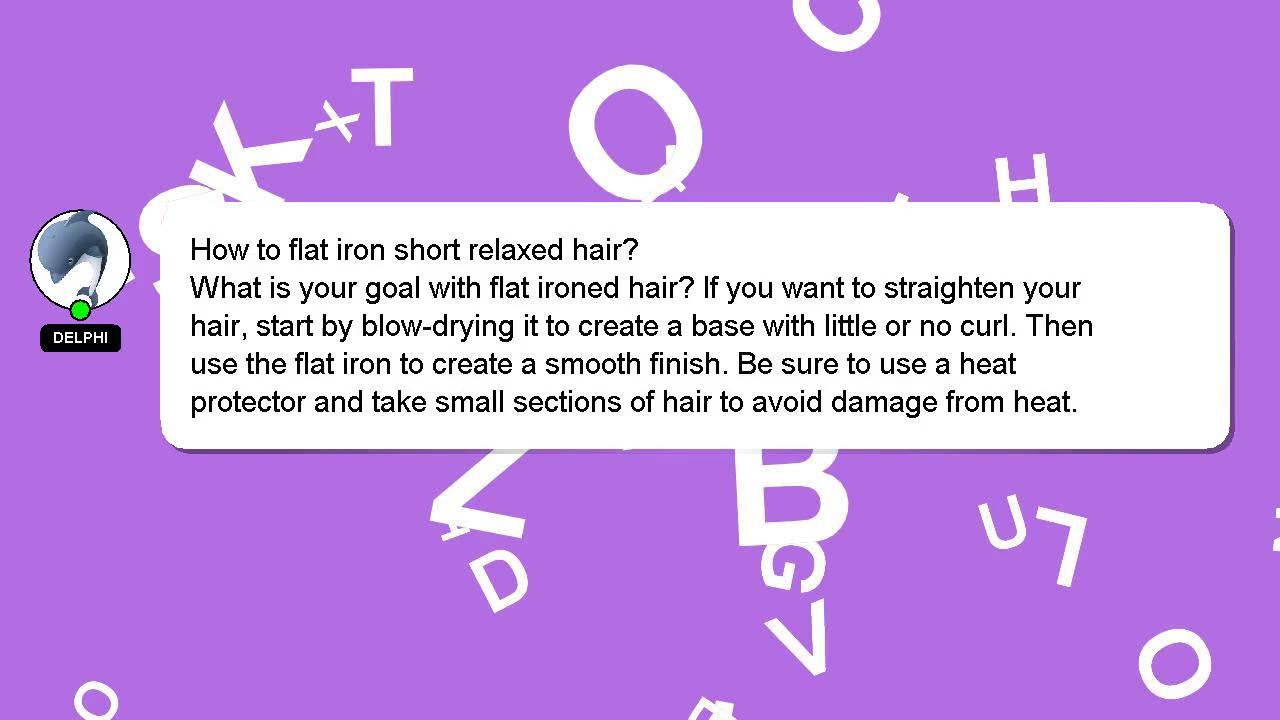 How to flat iron short relaxed hair?
What is your goal with flat ironed hair? If you want to straighten your
hair, start by blow-drying it to create a base with little or no curl. Then
use the flat iron to create a smooth finish. Be sure to use a heat
protector and take small sections of hair to avoid damage from heat.
DELPHI
T
K
X
O
H
Z
B
D
G
U
L
V
O
O